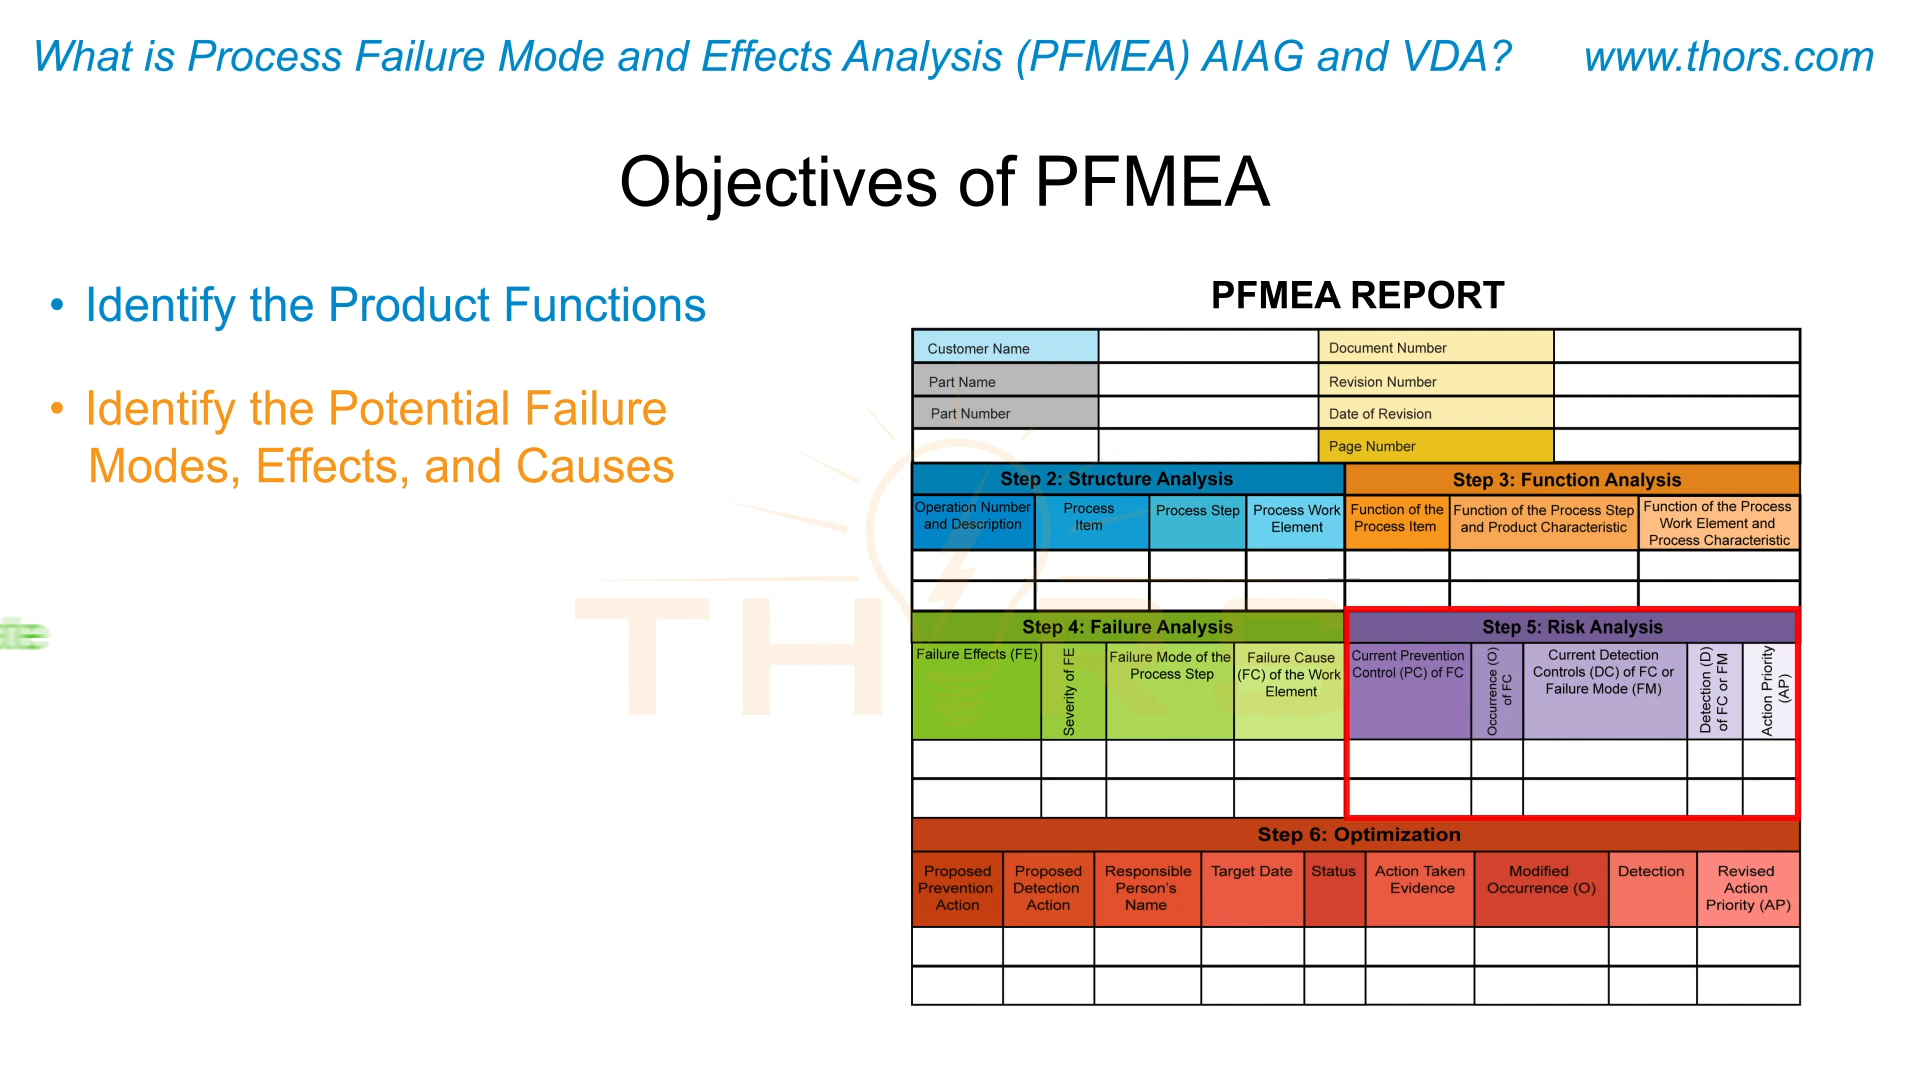 What is Process Failure Mode and Effects Analysis (PFMEA) AIAG and VDA? www.thors.com
Objectives of PFMEA
• Identify the Product Functions
• Identify the Potential Failure
Modes, Effects, and Causes
PFMEA REPORT
Customer Name
Document Number
Part Name
Revision Number
Part Number
Date of Revision
Page Number
Step 2: Structure Analysis
Step 3: Function Analysis
Operation Number
and Description
Process
Item
Process Step
Process Work
Element
Function of the
Process Item
Function of the Process Step
and Product Characteristic
Function of the Process
Work Element and
Process Characteristic
Step 4: Failure Analysis
Step 5: Risk Analysis
Failure Effects (FE)
Severity of FE
Failure Mode of the
Process Step
Failure Cause
(FC) of the Work
Element
Current Prevention
Control (PC) of FC
Occurrence (O)
of FC
Current Detection
Controls (DC) of FC or
Failure Mode (FM)
Detection (D)
of FC or FM
Action Priority
(AP)
Step 6: Optimization
Proposed
Prevention
Action
Proposed
Detection
Action
Responsible
Person's
Name
Target Date
Status
Action Taken
Evidence
Modified
Occurrence (O)
Detection
Revised
Action
Priority (AP)
THORS